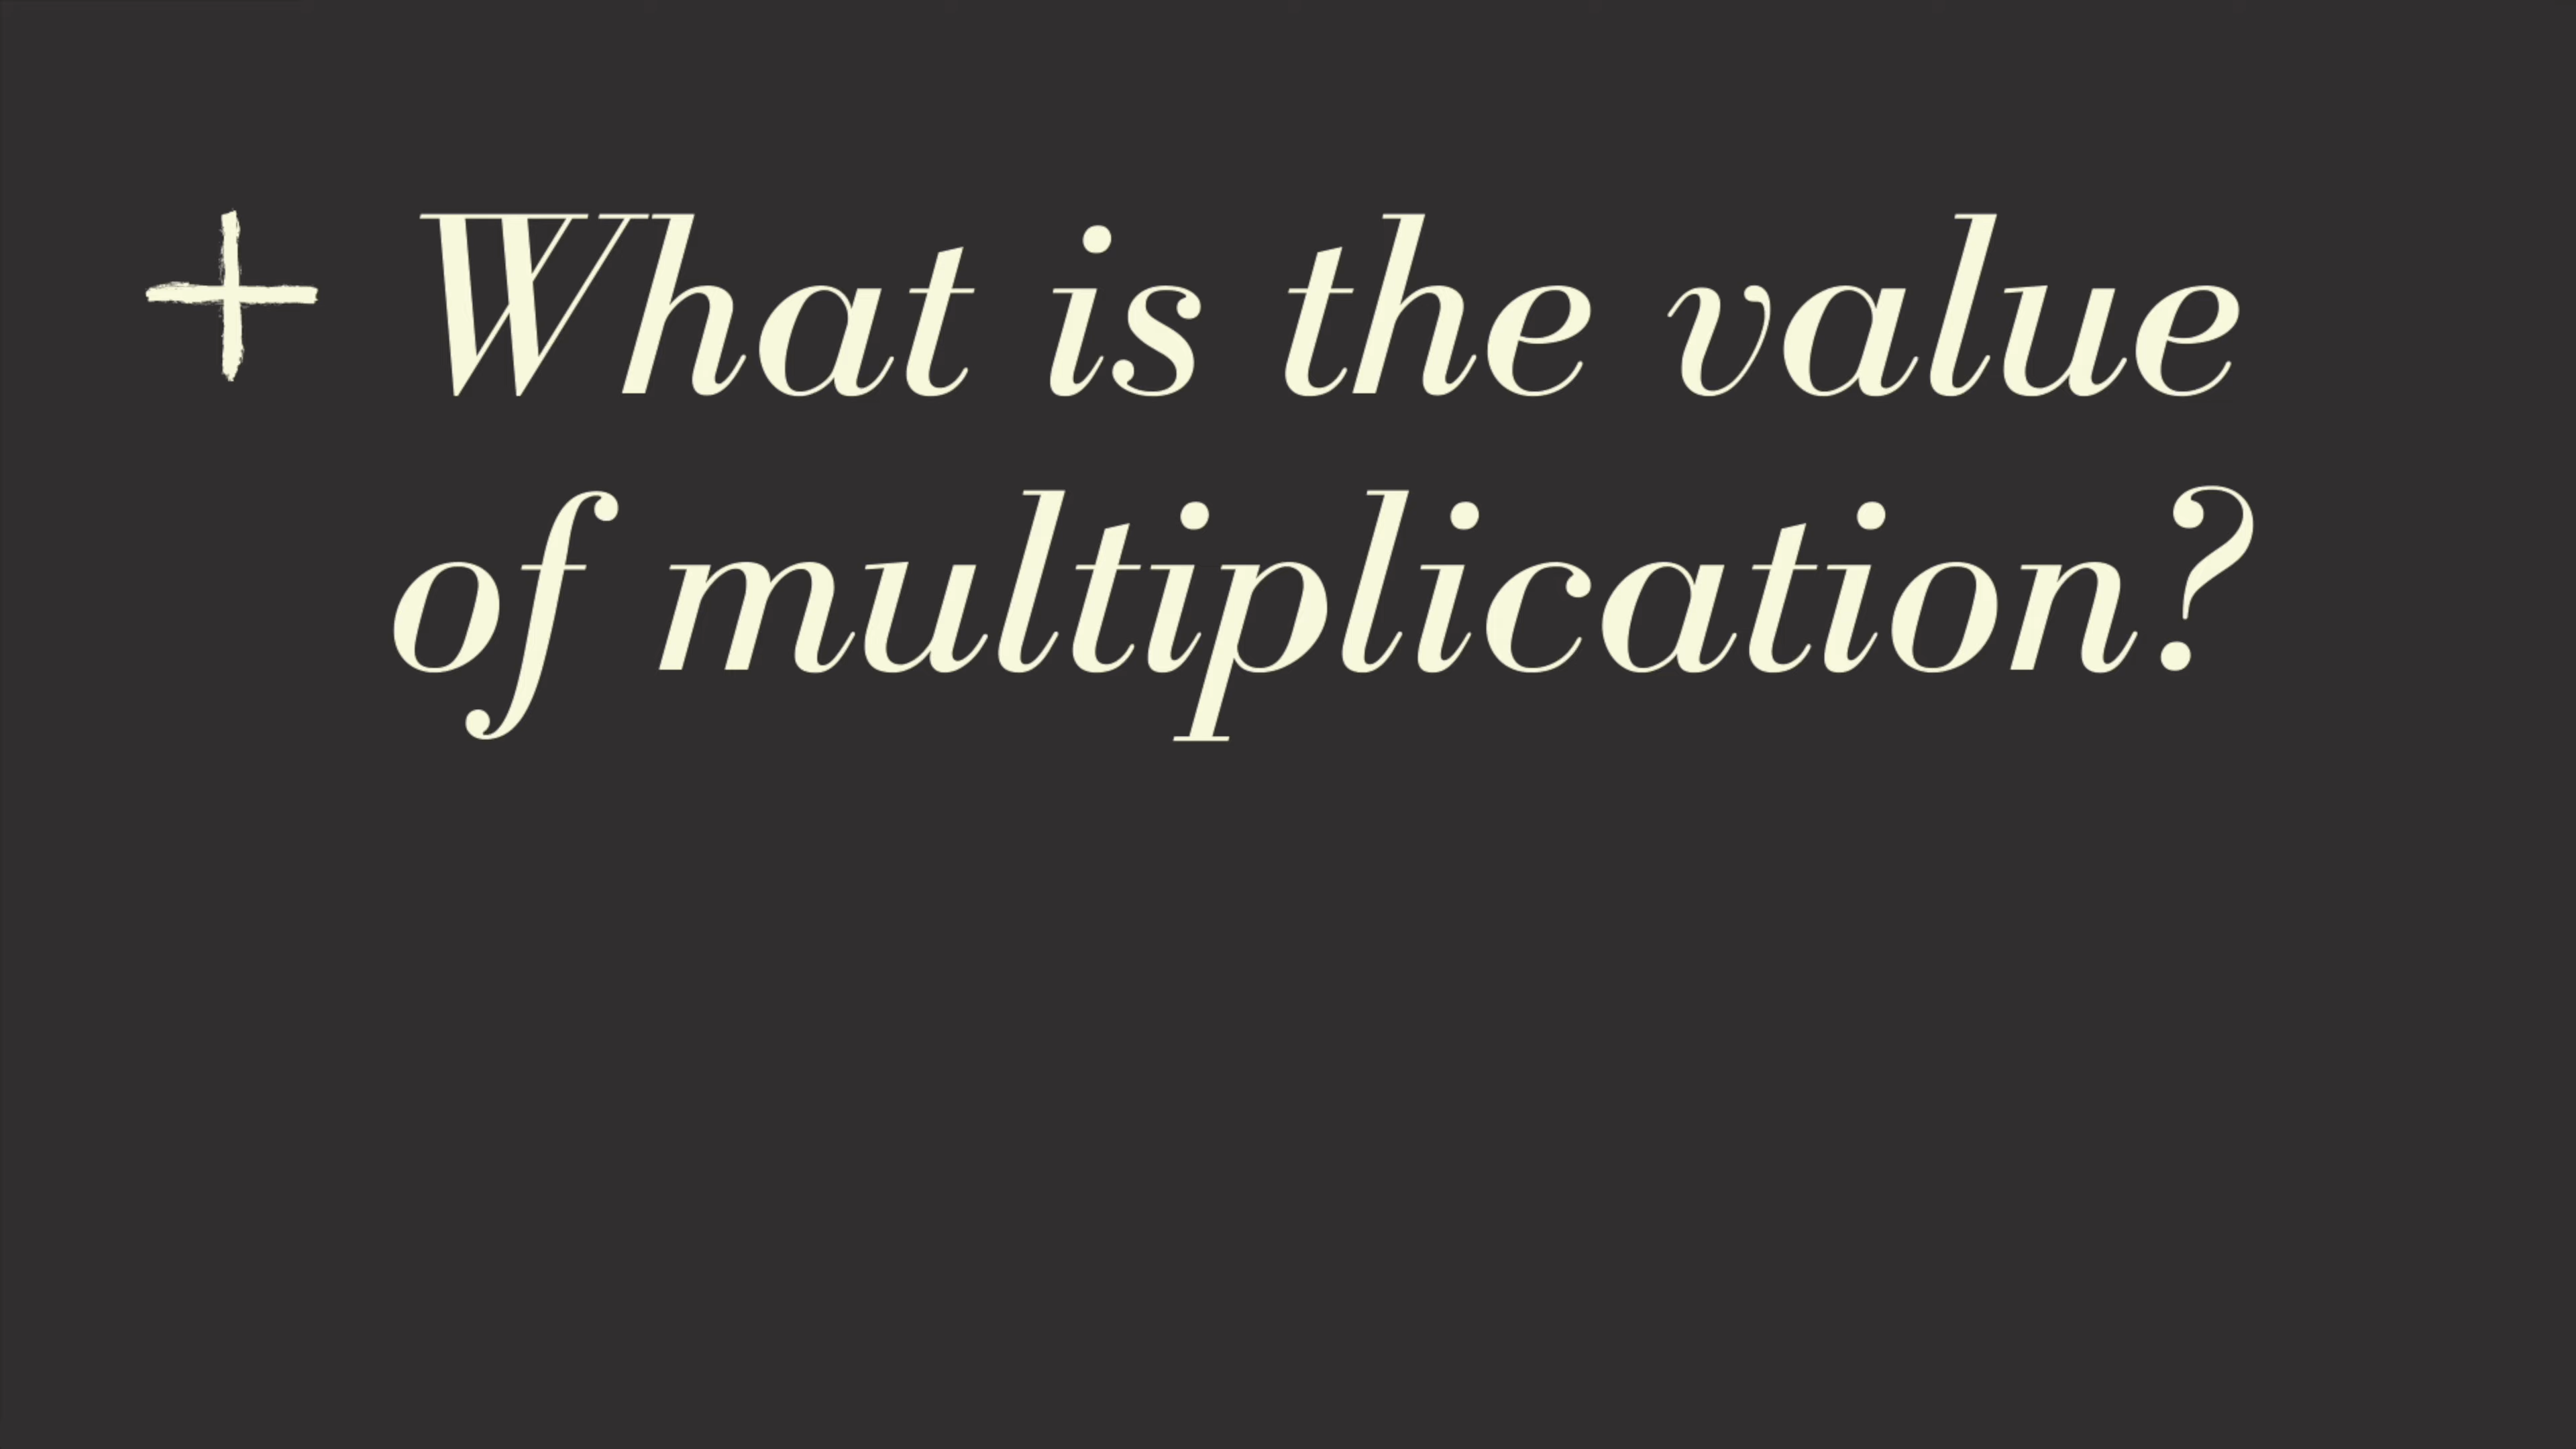 + What is the value
of multiplication?